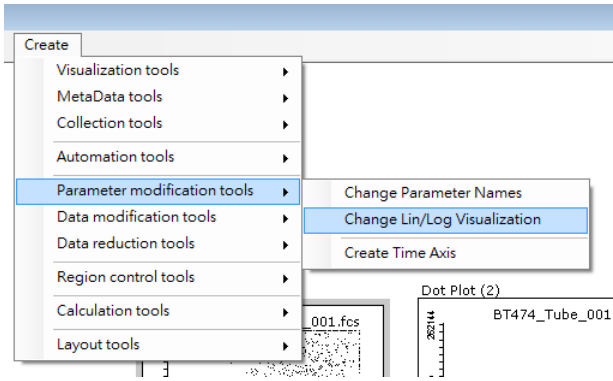 Create
Visualization tools
MetaData tools
Collection tools
Automation tools
Parameter modification tools
Change Parameter Names
Data modification tools
Change Lin/Log Visualization
Data reduction tools
Create Time Axis
Region control tools
Dot Plot (2)
Calculation tools
_001.fcs
262144
BT474_Tube_001
Layout tools